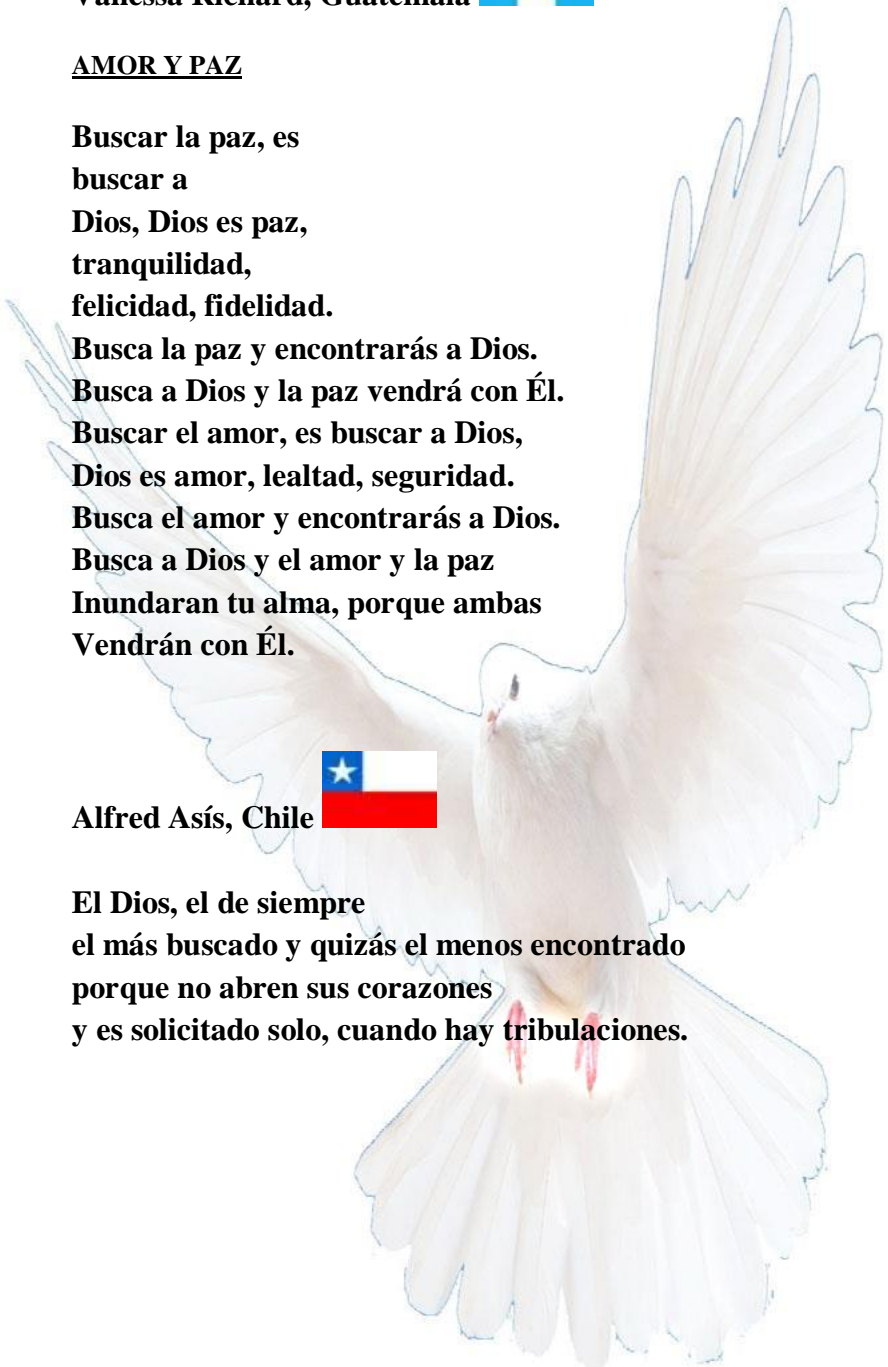 Vanessa Richard, Guatemala
AMOR Y PAZ
Buscar la paz, es
buscar a
Dios, Dios es paz,
tranquilidad,
felicidad, fidelidad.
Busca la paz y encontrarás a Dios.
Busca a Dios y la paz vendrá con Él.
Buscar el amor, es buscar a Dios,
Dios es amor, lealtad, seguridad.
Busca el amor y encontrarás a Dios.
Busca a Dios y el amor y la paz
Inundaran tu alma, porque ambas
Vendrán con Él.
Alfred Asís, Chile
El Dios, el de siempre
el más buscado y quizás el menos encontrado
porque no abren sus corazones
y es solicitado solo, cuando hay tribulaciones.